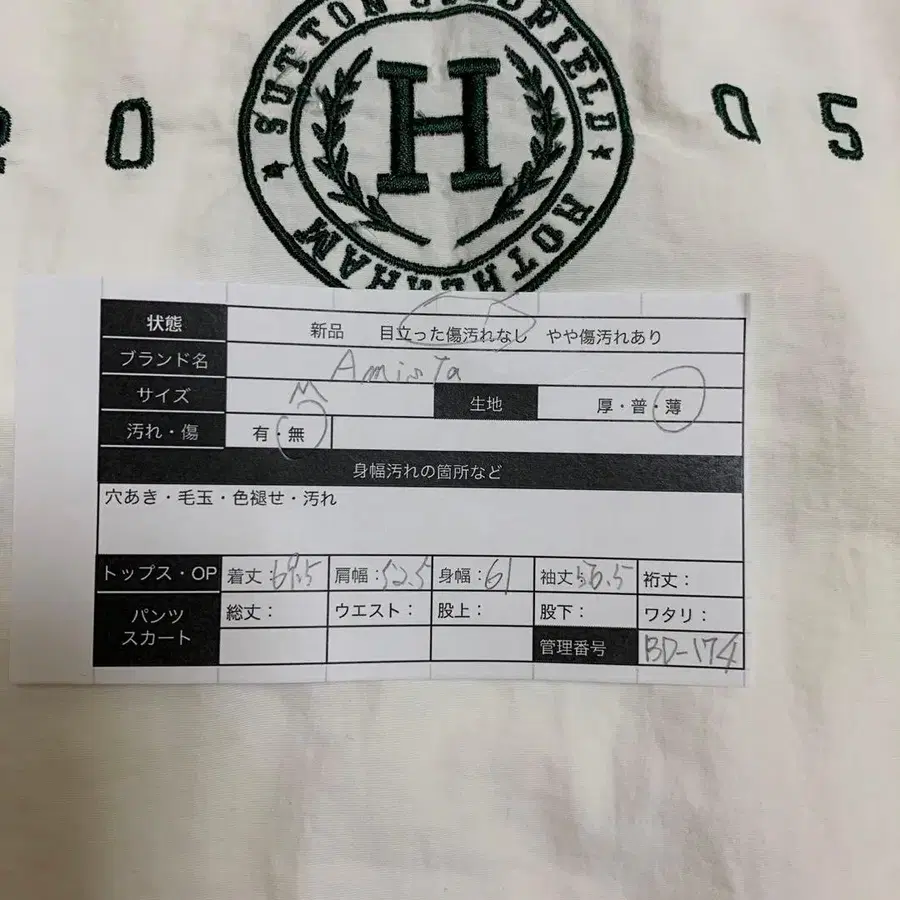 SUTTON
FIELD
ROTHERHAM
H
20
05
状態 新品 目立った傷汚れなし やや傷汚れあり
ブランド名 Amista
サイズ M 生地 厚・普・薄
汚れ・傷 有・無
身幅汚れの箇所など
穴あき・毛玉・色褪せ・汚れ
トップス・OP 着丈:69.5 肩幅:52.5 身幅:61 袖丈:56.5 裄丈:
パンツ スカート 総丈: ウエスト: 股上: 股下: ワタリ:
管理番号 BD-174